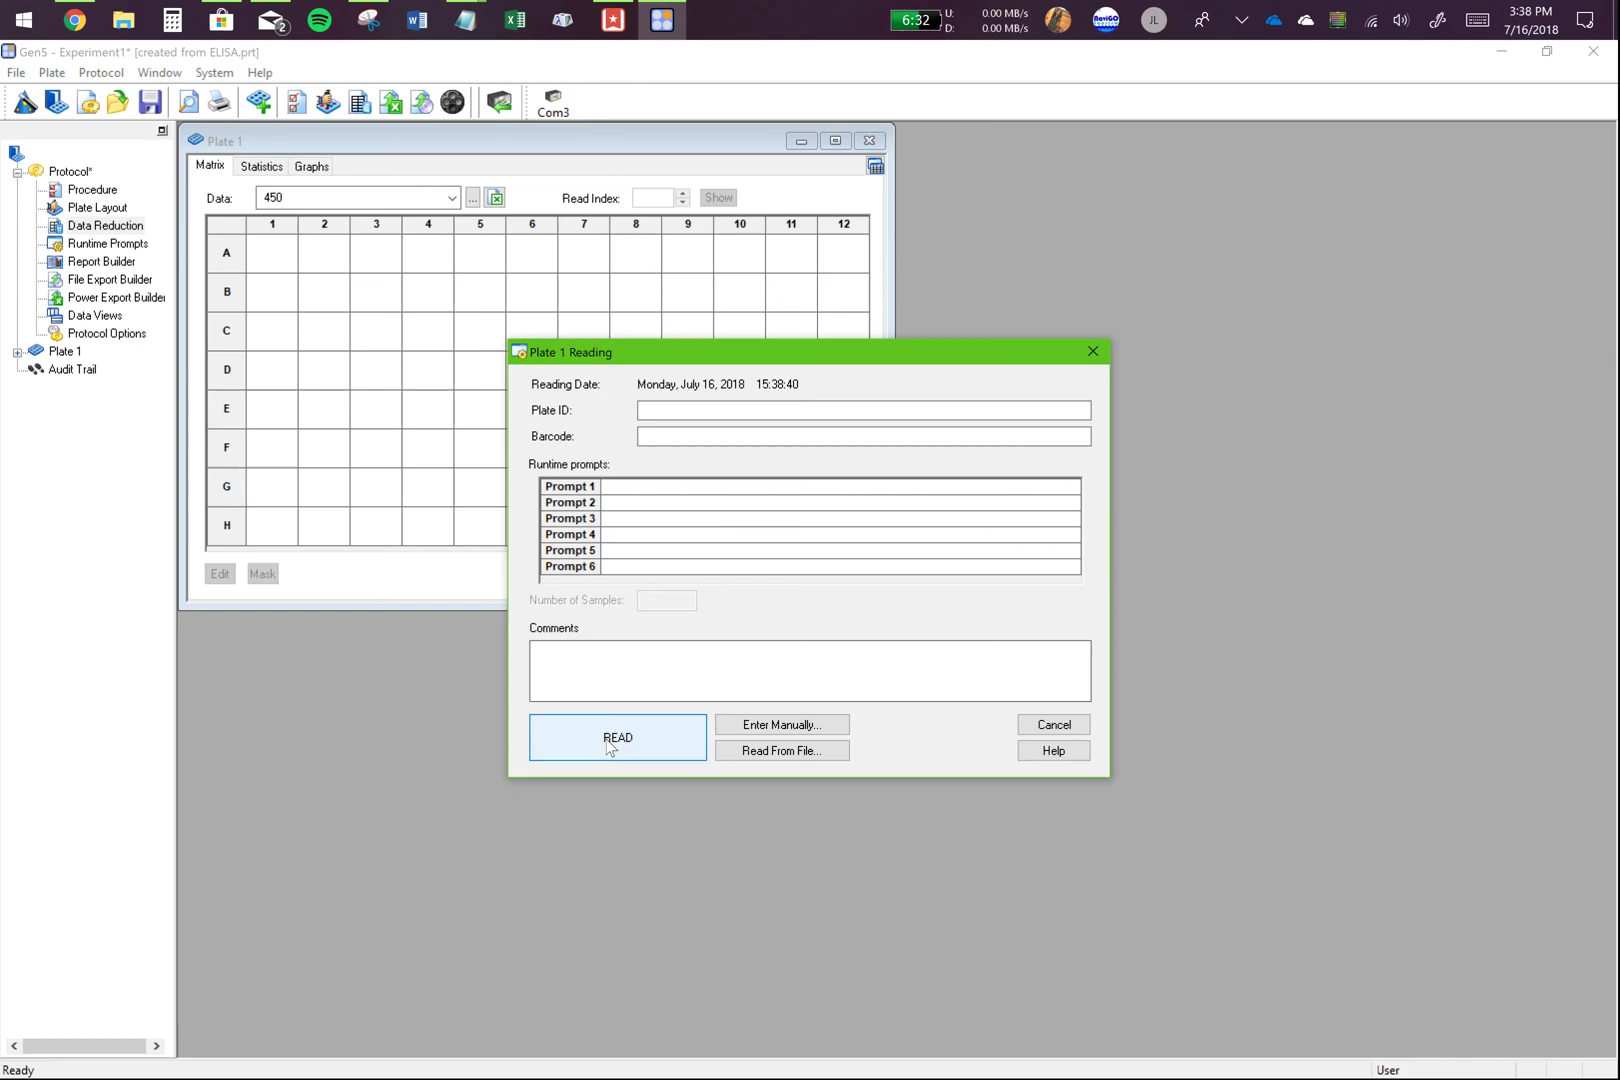 6:32 U: 0.00 MB/s 3:38 PM
D: 0.00 MB/s JL 7/16/2018
2
Gen5 - Experiment1* [created from ELISA.prt]
File Plate Protocol Window System Help
Com3
Plate 1
Matrix Statistics Graphs
Data: 450 ... Read Index: Show
1 2 3 4 5 6 7 8 9 10 11 12
A
B
C
D
E
F
G
H
Edit Mask
Protocol*
Procedure
Plate Layout
Data Reduction
Runtime Prompts
Report Builder
File Export Builder
Power Export Builder
Data Views
Protocol Options
Plate 1
Audit Trail
Plate 1 Reading
Reading Date: Monday, July 16, 2018 15:38:40
Plate ID:
Barcode:
Runtime prompts:
Prompt 1
Prompt 2
Prompt 3
Prompt 4
Prompt 5
Prompt 6
Number of Samples:
Comments
READ Enter Manually... Cancel
Read From File... Help
Ready User